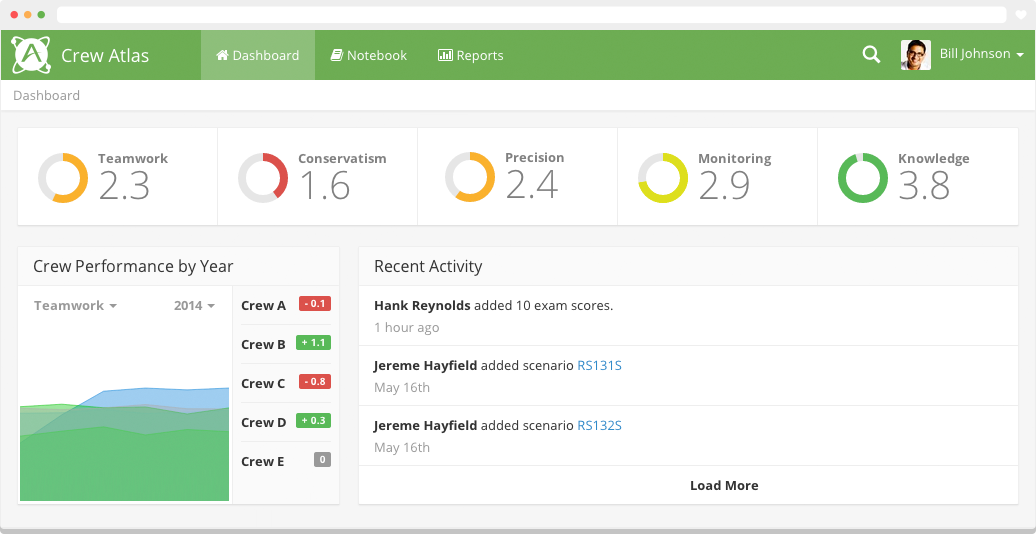 Crew Atlas
Dashboard
Notebook
Reports
Bill Johnson
Dashboard
Teamwork
2.3
Conservatism
1.6
Precision
2.4
Monitoring
2.9
Knowledge
3.8
Crew Performance by Year
Teamwork
2014
Crew A - 0.1
Crew B + 1.1
Crew C - 0.8
Crew D + 0.3
Crew E 0
Recent Activity
Hank Reynolds added 10 exam scores.
1 hour ago
Jereme Hayfield added scenario RS131S
May 16th
Jereme Hayfield added scenario RS132S
May 16th
Load More